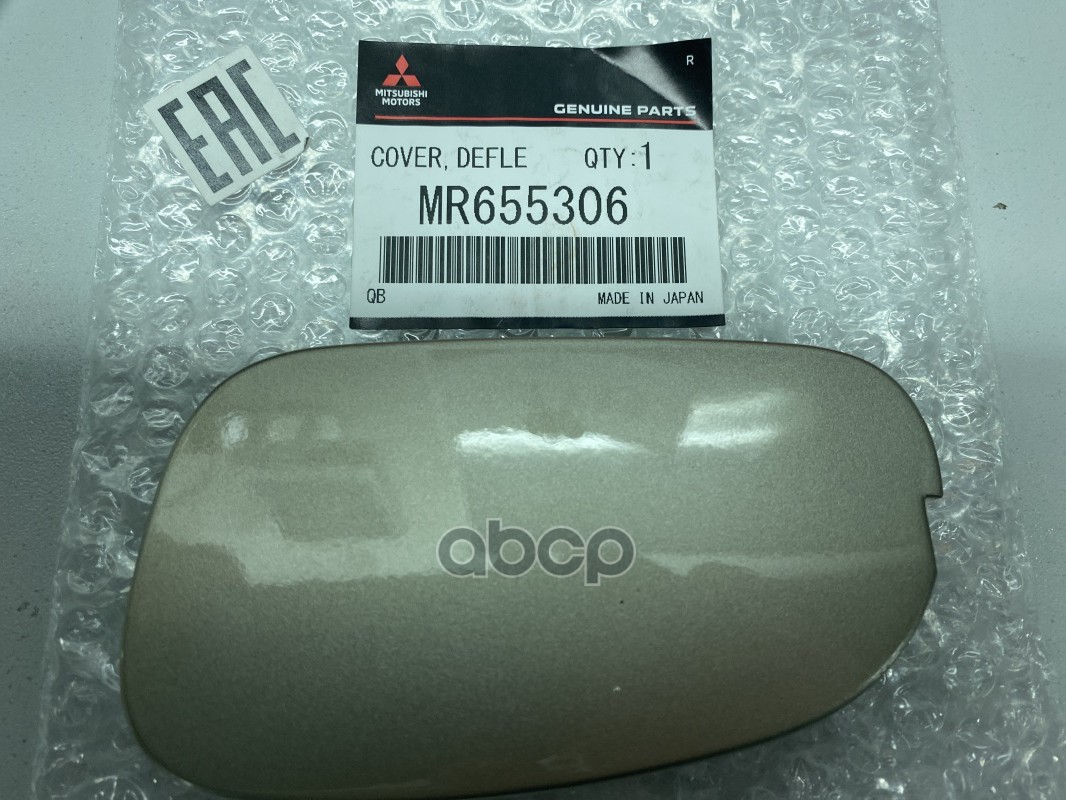 EAC
MITSUBISHI
MOTORS
R
GENUINE PARTS
COVER, DEFLE QTY:1
MR655306
QB MADE IN JAPAN
abcp